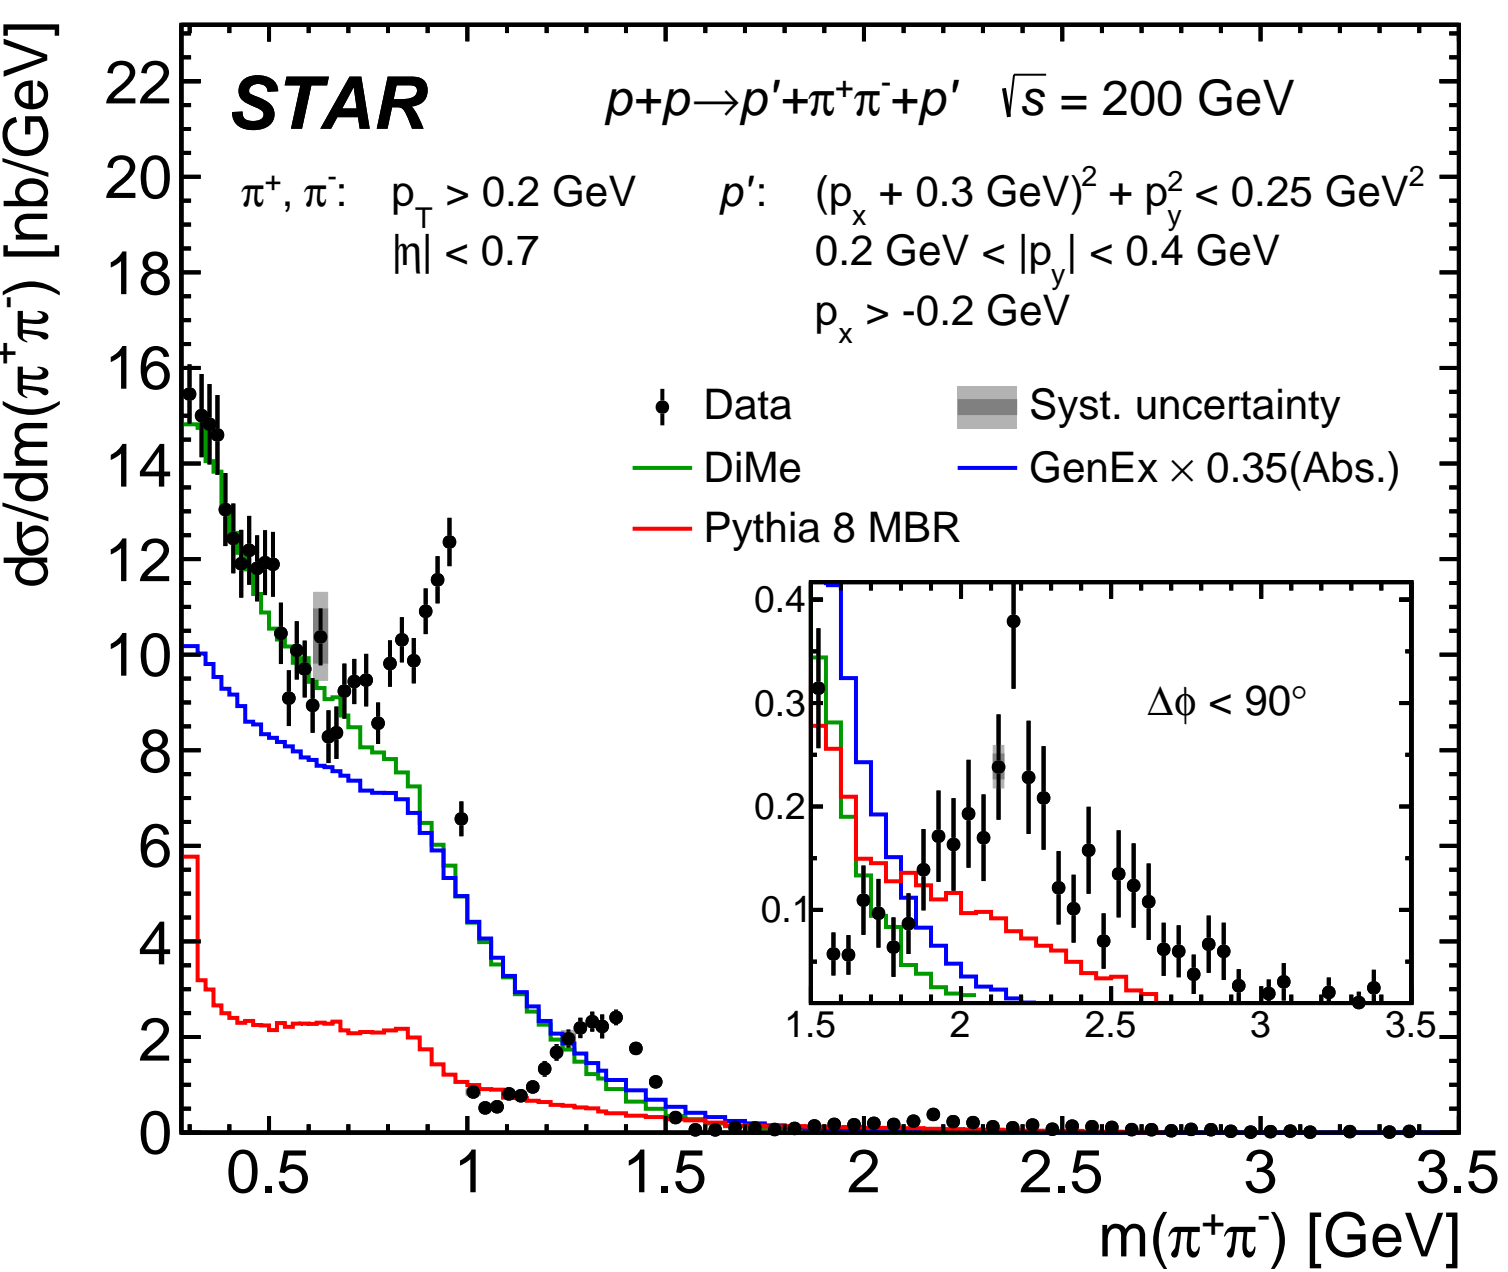 dσ/dm(π⁺π⁻) [nb/GeV]
STAR p+p→p′+π⁺π⁻+p′ √s = 200 GeV
π⁺, π⁻: p_T > 0.2 GeV p′: (p_x + 0.3 GeV)² + p_y² < 0.25 GeV²
|η| < 0.7 0.2 GeV < |p_y| < 0.4 GeV
p_x > -0.2 GeV
Data Syst. uncertainty
DiMe GenEx × 0.35(Abs.)
Pythia 8 MBR
22
20
18
16
14
12
10
8
6
4
2
0
0.4
0.3
0.2
0.1
Δϕ < 90°
1.5 2 2.5 3 3.5
0.5 1 1.5 2 2.5 3 3.5
m(π⁺π⁻) [GeV]